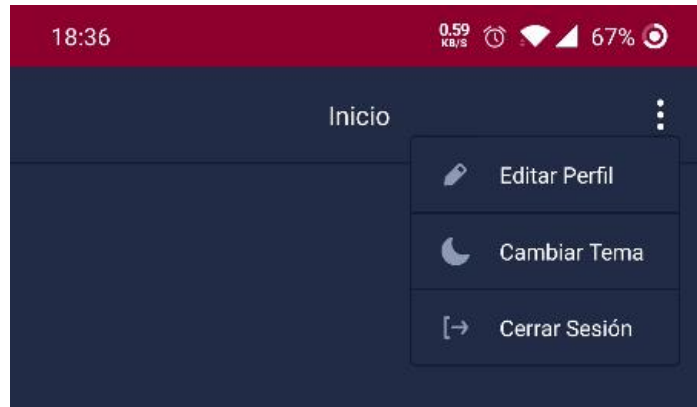 18:36 0.59 KB/S 67%
Inicio
Editar Perfil
Cambiar Tema
Cerrar Sesión